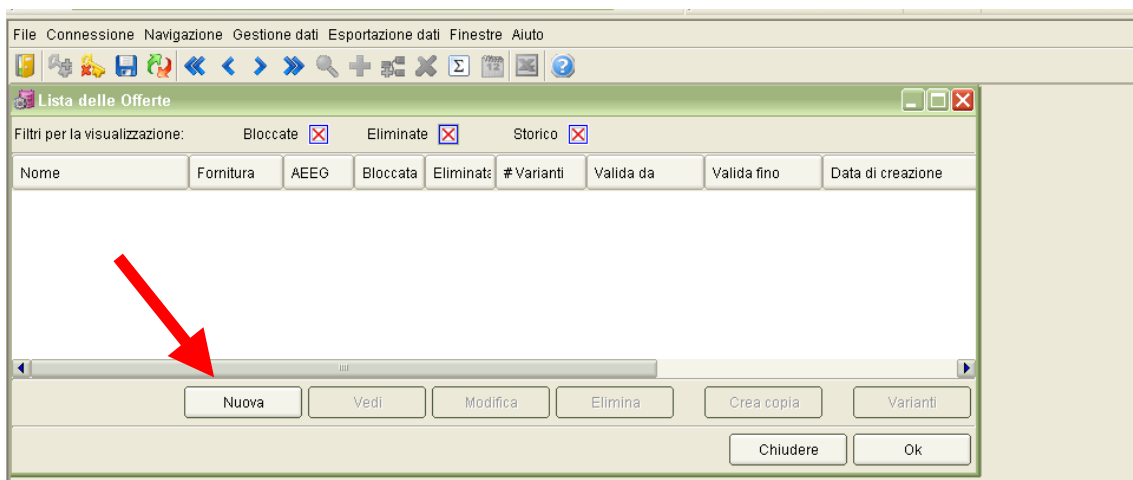 File Connessione Navigazione Gestione dati Esportazione dati Finestre Aiuto
Σ 12
Lista delle Offerte
Filtri per la visualizzazione: Bloccate Eliminate Storico
Nome Fornitura AEEG Bloccata Eliminata # Varianti Valida da Valida fino Data di creazione
Nuova Vedi Modifica Elimina Crea copia Varianti
Chiudere Ok